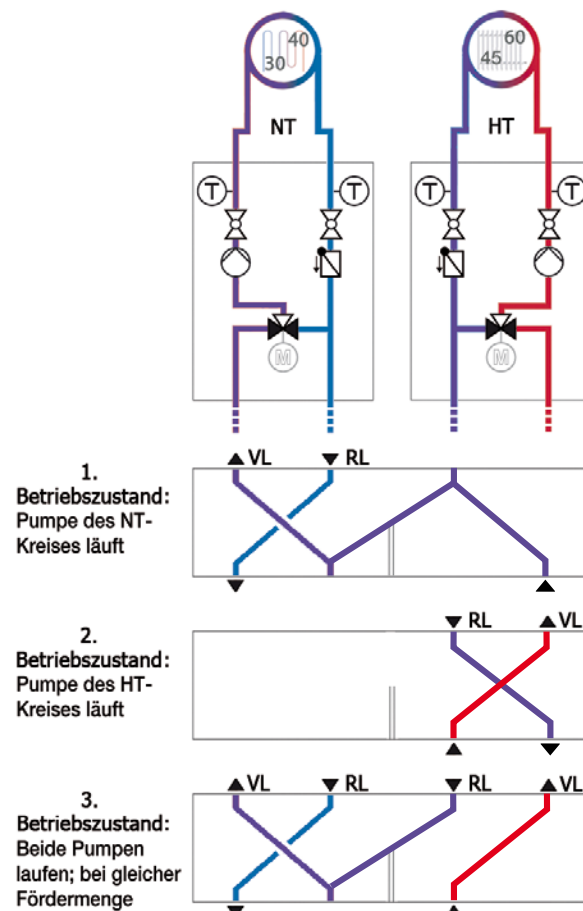 40
30
60
45
NT
HT
T
T
T
T
M
M
VL
RL
1.
Betriebszustand:
Pumpe des NT-
Kreises läuft
RL
VL
2.
Betriebszustand:
Pumpe des HT-
Kreises läuft
VL
RL
RL
VL
3.
Betriebszustand:
Beide Pumpen
laufen; bei gleicher
Fördermenge